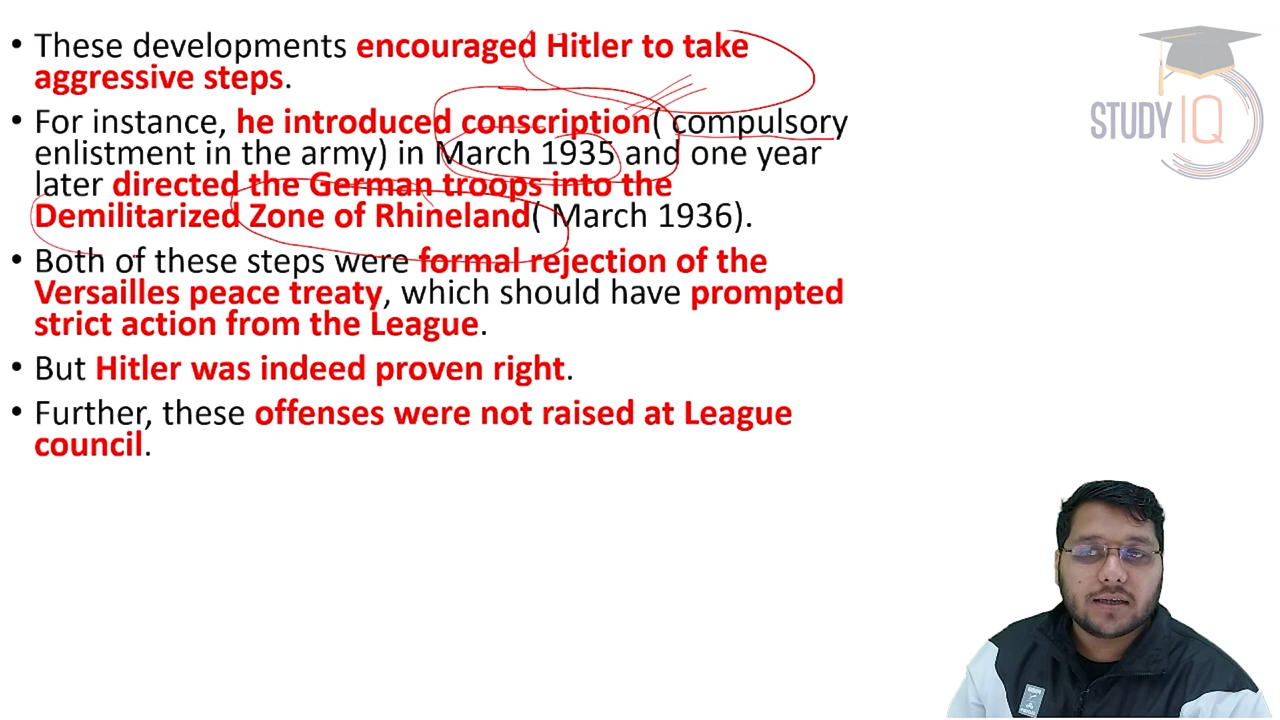 • These developments encouraged Hitler to take
aggressive steps.
• For instance, he introduced conscription( compulsory
enlistment in the army) in March 1935 and one year
later directed the German troops into the
Demilitarized Zone of Rhineland( March 1936).
• Both of these steps were formal rejection of the
Versailles peace treaty, which should have prompted
strict action from the League.
• But Hitler was indeed proven right.
• Further, these offenses were not raised at League
council.
STUDY IQ